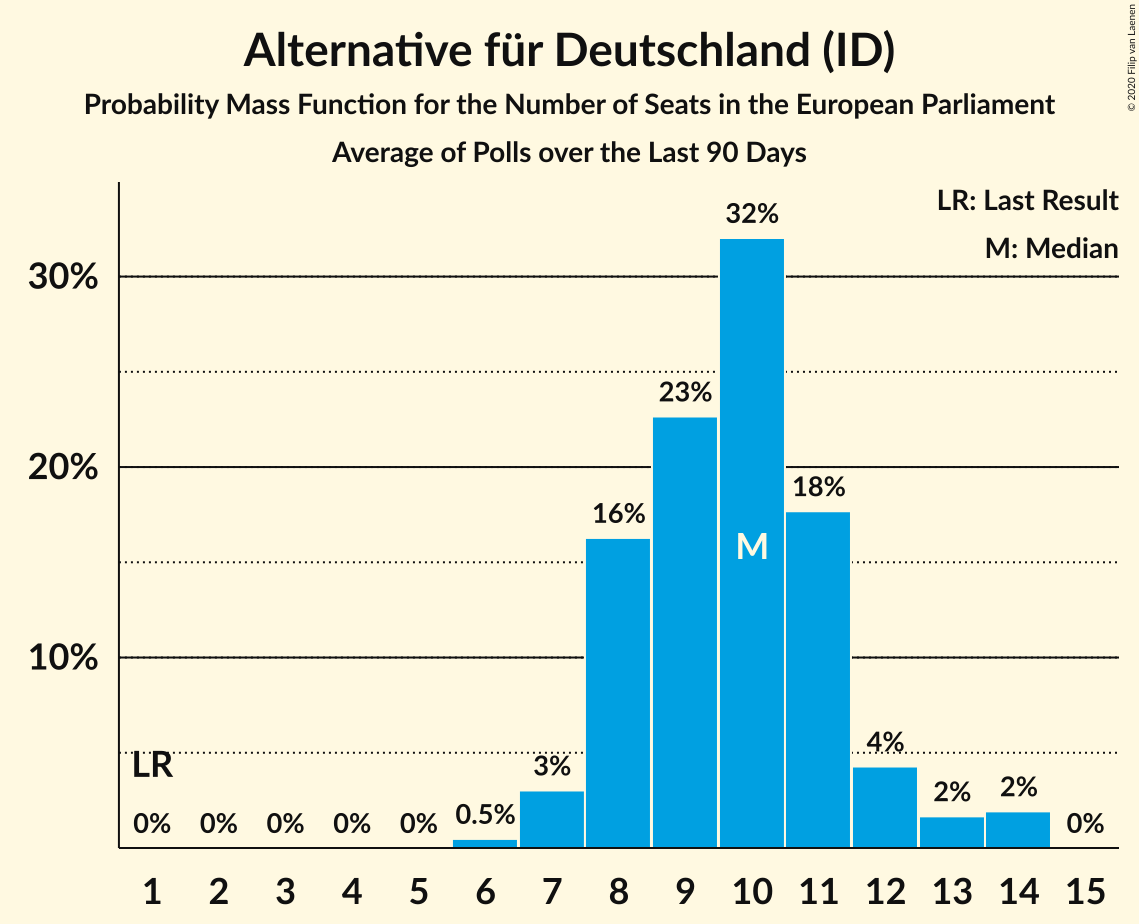 Alternative für Deutschland (ID)
Probability Mass Function for the Number of Seats in the European Parliament
Average of Polls over the Last 90 Days
© 2020 Filip van Laenen
LR: Last Result
M: Median
30%
20%
10%
LR
0% 0% 0% 0% 0% 0.5% 3% 16% 23% 32% 18% 4% 2% 2% 0%
M
1 2 3 4 5 6 7 8 9 10 11 12 13 14 15